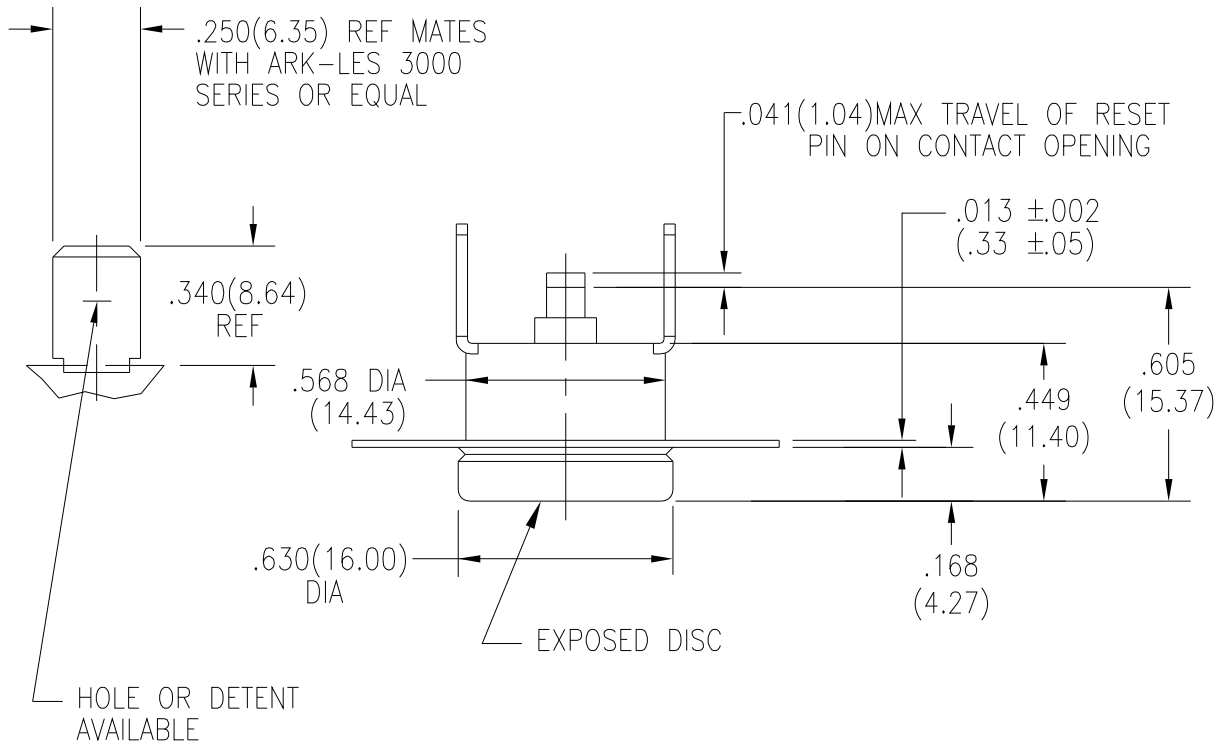 .250(6.35) REF MATES
WITH ARK-LES 3000
SERIES OR EQUAL
.041(1.04)MAX TRAVEL OF RESET
PIN ON CONTACT OPENING
.013 ±.002
(.33 ±.05)
.340(8.64)
REF
.605
(15.37)
.568 DIA
(14.43)
.449
(11.40)
.630(16.00)
DIA
.168
(4.27)
EXPOSED DISC
HOLE OR DETENT
AVAILABLE